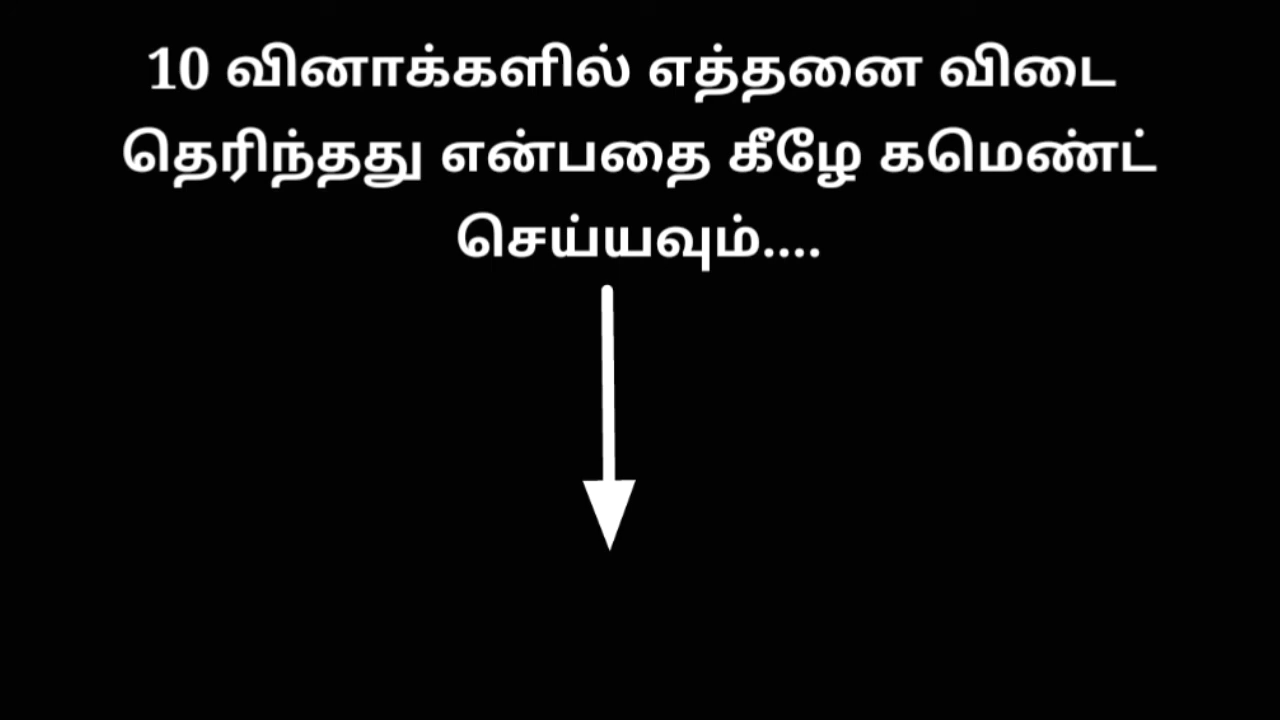 10 வினாக்களில் எத்தனை விடை
தெரிந்தது என்பதை கீழே கமெண்ட்
செய்யவும்....